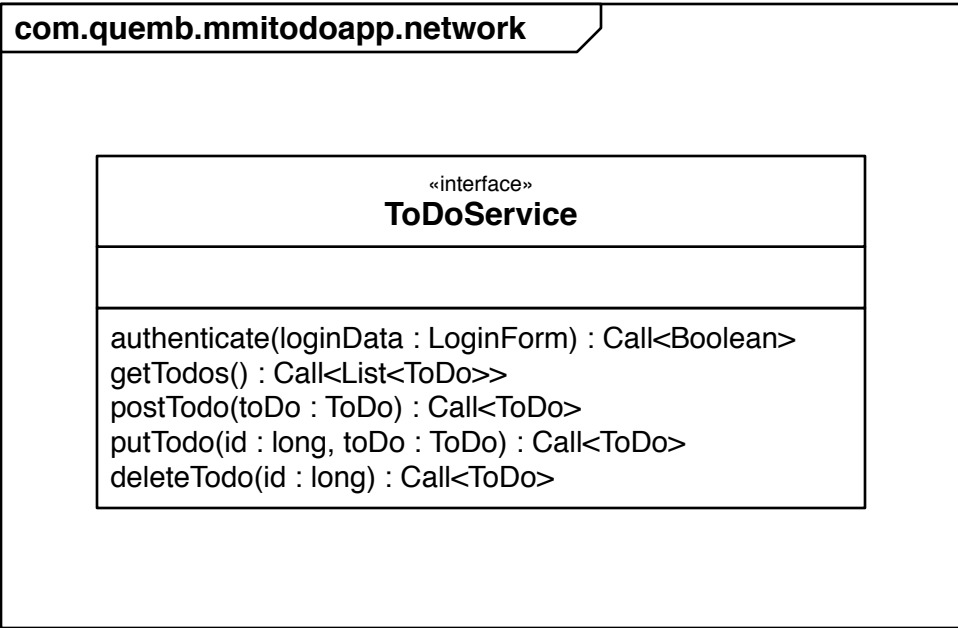 com.quemb.mmitodoapp.network
«interface»
ToDoService
authenticate(loginData : LoginForm) : Call<Boolean>
getTodos() : Call<List<ToDo>>
postTodo(toDo : ToDo) : Call<ToDo>
putTodo(id : long, toDo : ToDo) : Call<ToDo>
deleteTodo(id : long) : Call<ToDo>